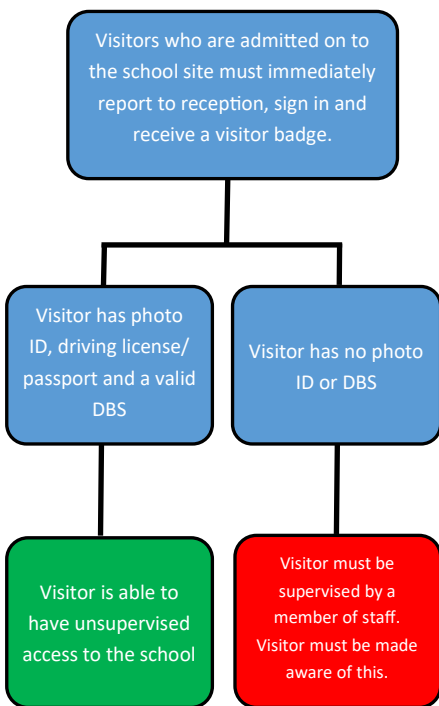 Visitors who are admitted on to
the school site must immediately
report to reception, sign in and
receive a visitor badge.
Visitor has photo
ID, driving license/
passport and a valid
DBS
Visitor has no photo
ID or DBS
Visitor is able to
have unsupervised
access to the school
Visitor must be
supervised by a
member of staff.
Visitor must be made
aware of this.